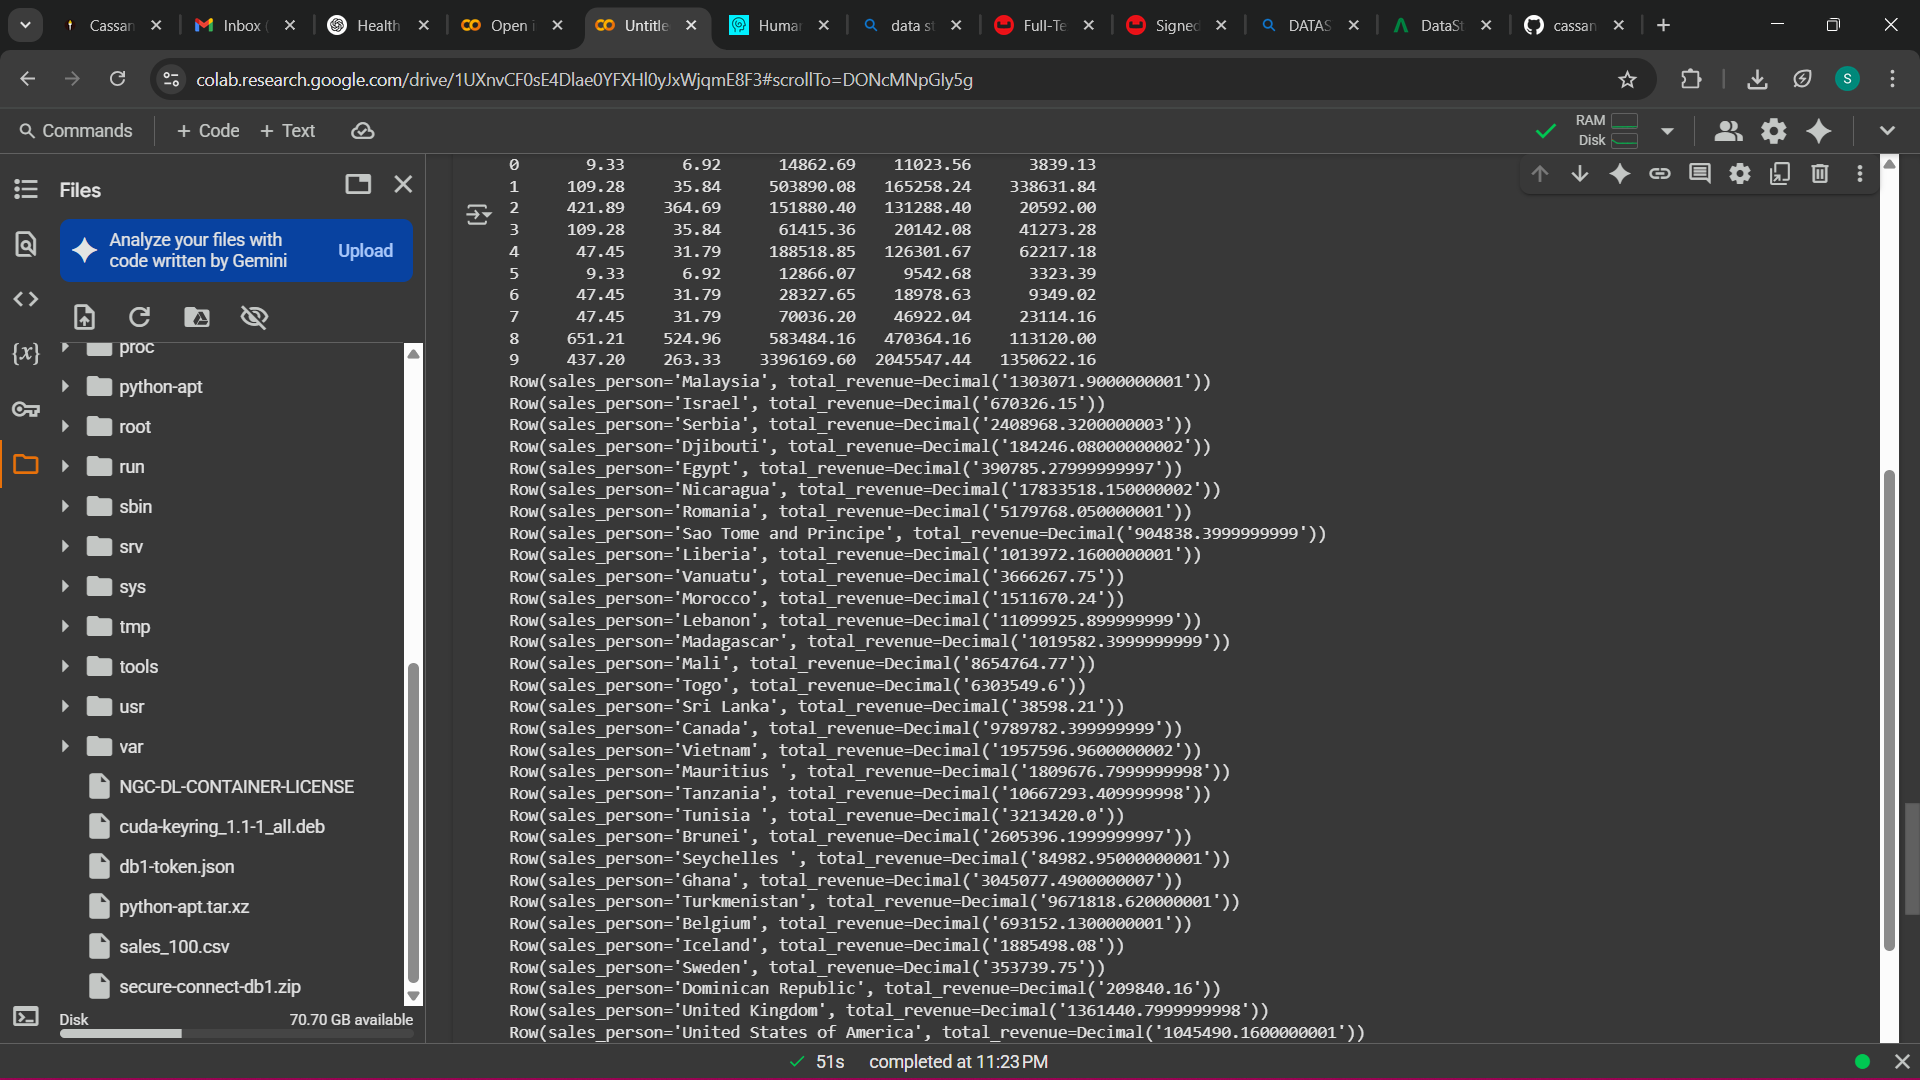 Cassan
Inbox (
Health
Open i
Untitle
Humar
data st
Full-Te
Signed
DATAS
DataSt
cassan
colab.research.google.com/drive/1UXnvCF0sE4Dlae0YFXHl0yJxWjqmE8F3#scrollTo=DONcMNpGly5g
S
Commands
+ Code + Text
RAM
Disk
Files
Analyze your files with
code written by Gemini
Upload
proc
python-apt
root
run
sbin
srv
sys
tmp
tools
usr
var
NGC-DL-CONTAINER-LICENSE
cuda-keyring_1.1-1_all.deb
db1-token.json
python-apt.tar.xz
sales_100.csv
secure-connect-db1.zip
Disk 70.70 GB available
0 9.33 6.92 14862.69 11023.56 3839.13
1 109.28 35.84 503890.08 165258.24 338631.84
2 421.89 364.69 151880.40 131288.40 20592.00
3 109.28 35.84 61415.36 20142.08 41273.28
4 47.45 31.79 188518.85 126301.67 62217.18
5 9.33 6.92 12866.07 9542.68 3323.39
6 47.45 31.79 28327.65 18978.63 9349.02
7 47.45 31.79 70036.20 46922.04 23114.16
8 651.21 524.96 583484.16 470364.16 113120.00
9 437.20 263.33 3396169.60 2045547.44 1350622.16
Row(sales_person='Malaysia', total_revenue=Decimal('1303071.9000000001'))
Row(sales_person='Israel', total_revenue=Decimal('670326.15'))
Row(sales_person='Serbia', total_revenue=Decimal('2408968.3200000003'))
Row(sales_person='Djibouti', total_revenue=Decimal('184246.08000000002'))
Row(sales_person='Egypt', total_revenue=Decimal('390785.27999999997'))
Row(sales_person='Nicaragua', total_revenue=Decimal('17833518.150000002'))
Row(sales_person='Romania', total_revenue=Decimal('5179768.050000001'))
Row(sales_person='Sao Tome and Principe', total_revenue=Decimal('904838.3999999999'))
Row(sales_person='Liberia', total_revenue=Decimal('1013972.1600000001'))
Row(sales_person='Vanuatu', total_revenue=Decimal('3666267.75'))
Row(sales_person='Morocco', total_revenue=Decimal('1511670.24'))
Row(sales_person='Lebanon', total_revenue=Decimal('11099925.899999999'))
Row(sales_person='Madagascar', total_revenue=Decimal('1019582.3999999999'))
Row(sales_person='Mali', total_revenue=Decimal('8654764.77'))
Row(sales_person='Togo', total_revenue=Decimal('6303549.6'))
Row(sales_person='Sri Lanka', total_revenue=Decimal('38598.21'))
Row(sales_person='Canada', total_revenue=Decimal('9789782.399999999'))
Row(sales_person='Vietnam', total_revenue=Decimal('1957596.9600000002'))
Row(sales_person='Mauritius ', total_revenue=Decimal('1809676.7999999998'))
Row(sales_person='Tanzania', total_revenue=Decimal('10667293.409999998'))
Row(sales_person='Tunisia ', total_revenue=Decimal('3213420.0'))
Row(sales_person='Brunei', total_revenue=Decimal('2605396.1999999997'))
Row(sales_person='Seychelles ', total_revenue=Decimal('84982.95000000001'))
Row(sales_person='Ghana', total_revenue=Decimal('3045077.4900000007'))
Row(sales_person='Turkmenistan', total_revenue=Decimal('9671818.620000001'))
Row(sales_person='Belgium', total_revenue=Decimal('693152.1300000001'))
Row(sales_person='Iceland', total_revenue=Decimal('1885498.08'))
Row(sales_person='Sweden', total_revenue=Decimal('353739.75'))
Row(sales_person='Dominican Republic', total_revenue=Decimal('209840.16'))
Row(sales_person='United Kingdom', total_revenue=Decimal('1361440.7999999998'))
Row(sales_person='United States of America', total_revenue=Decimal('1045490.1600000001'))
51s completed at 11:23 PM